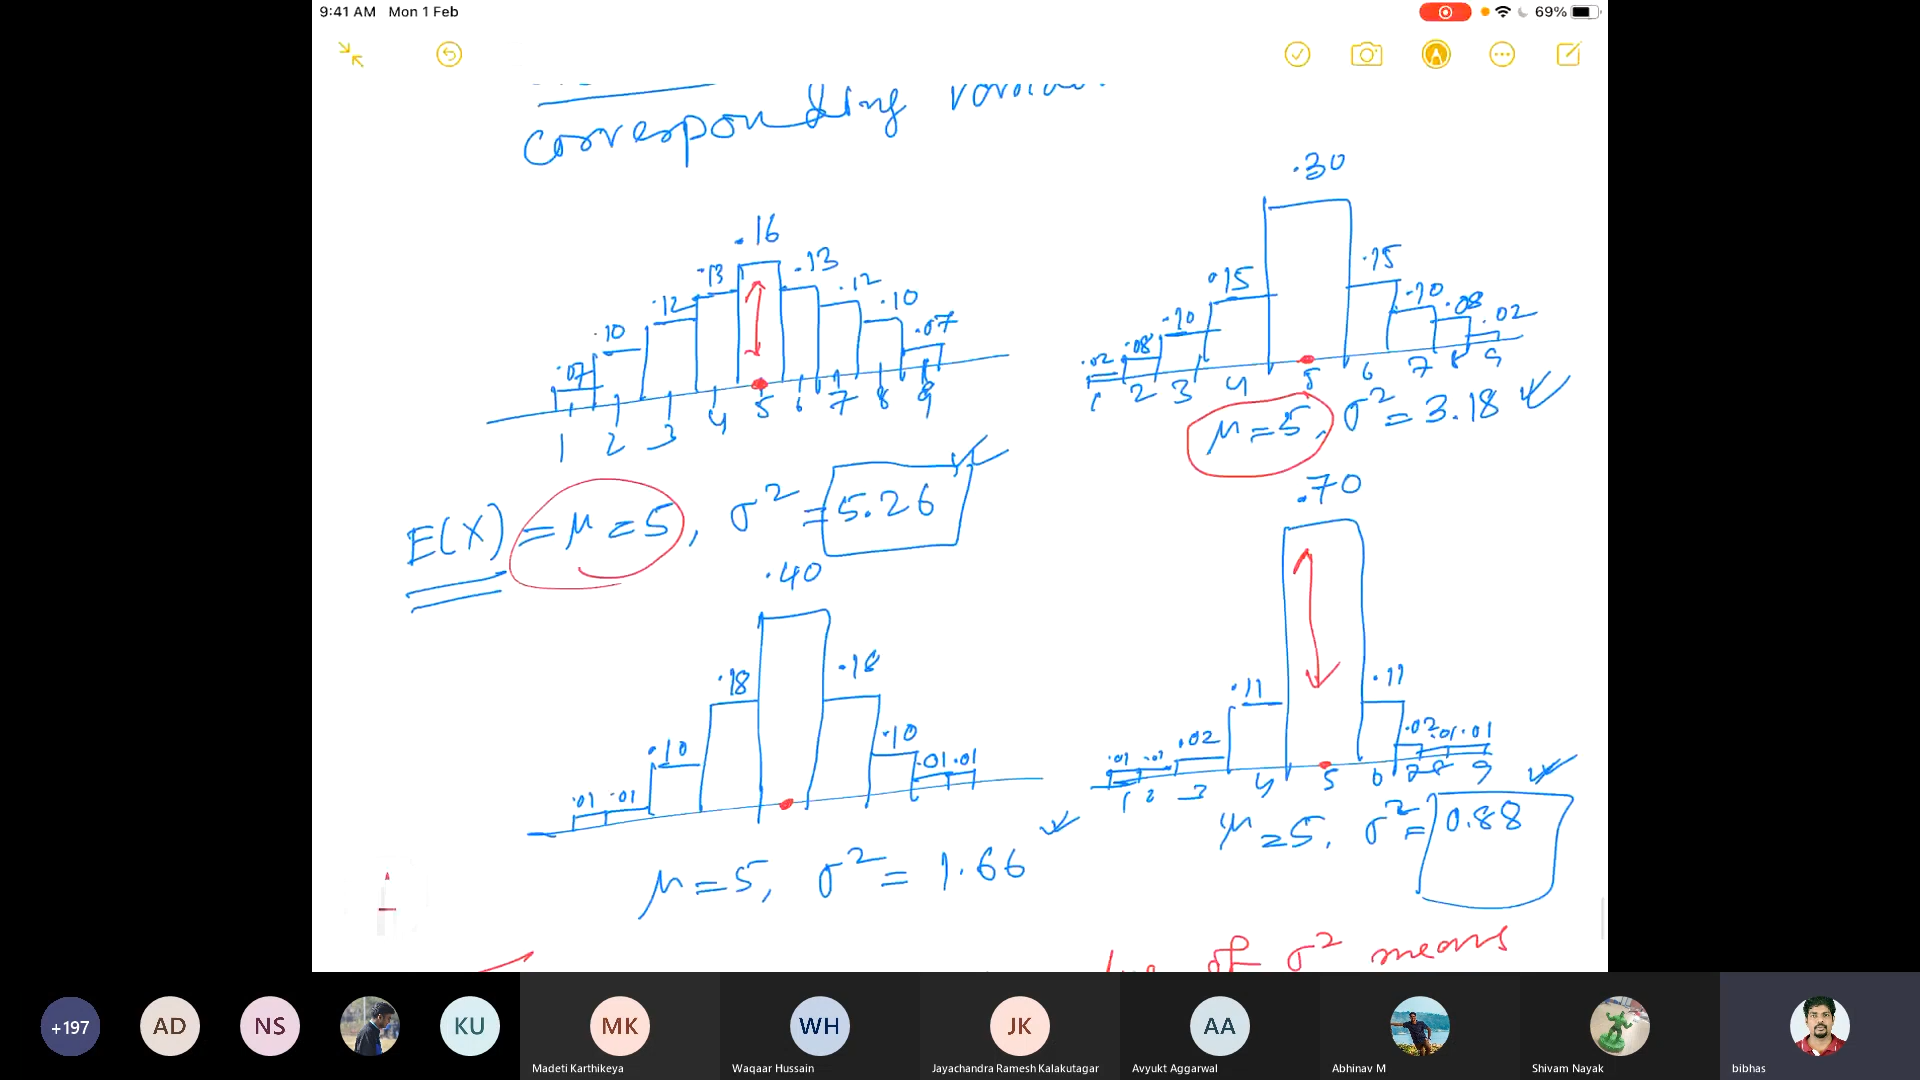 9:41 AM Mon 1 Feb
69%
corresponding
.16
.13 .13
.12 .12
.10 .10
.07 .07
1 2 3 4 5 6 7 8 9
E(X) = μ = 5, σ² = 5.26
.30
.15 .15
.10 .10
.08 .08
.02 .02
1 2 3 4 5 6 7 8 9
μ = 5, σ² = 3.18
.40
.18 .18
.10 .10
.01 .01 .01 .01
μ = 5, σ² = 1.66
.70
.11 .11
.01 .01 .02 .02 .01 .01
1 2 3 4 5 6 7 8 9
μ = 5, σ² = 0.88
of σ² means
+197 AD NS KU MK WH JK AA
Madeti Karthikeya Waqaar Hussain Jayachandra Ramesh Kalakutagar Avyukt Aggarwal Abhinav M Shivam Nayak bibhas